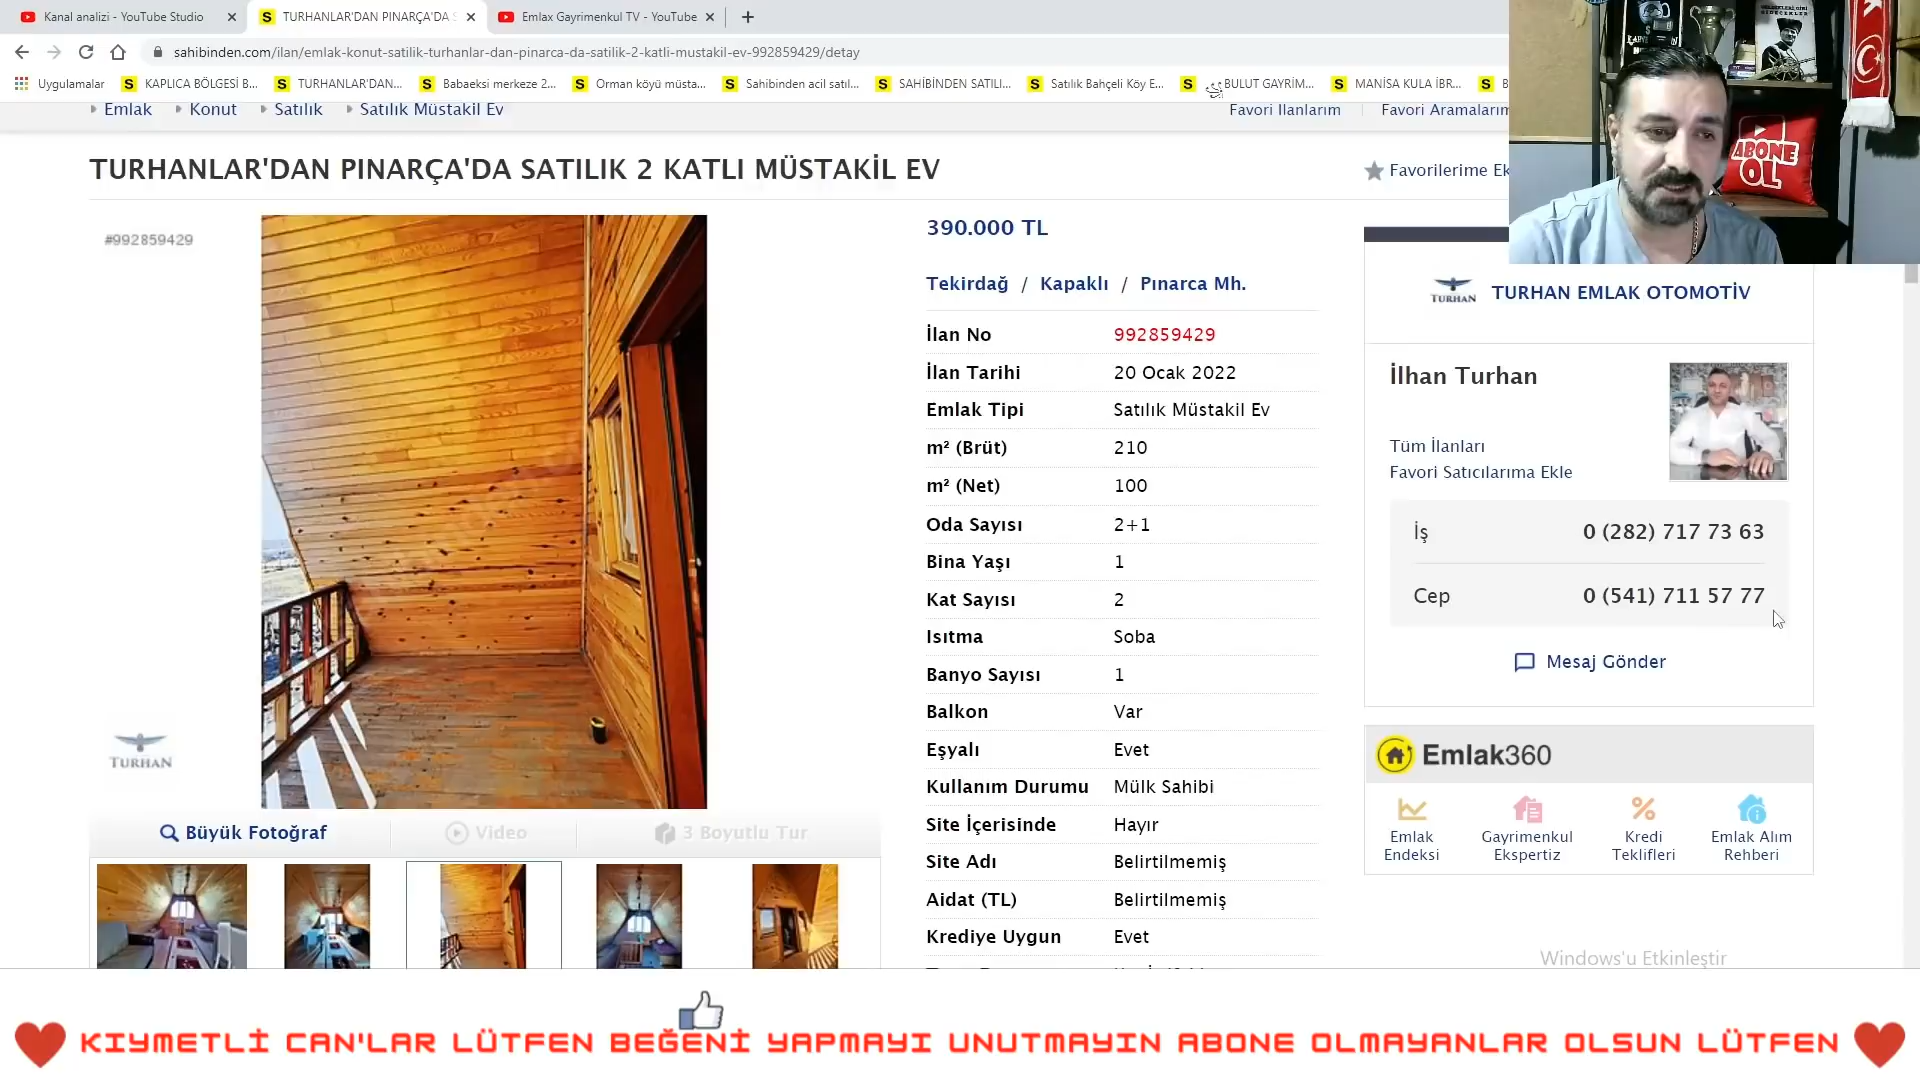 Kanal analizi - YouTube Studio
TURHANLAR'DAN PINARÇA'DA S
Emlax Gayrimenkul TV - YouTube
sahibinden.com/ilan/emlak-konut-satilik-turhanlar-dan-pinarca-da-satilik-2-katli-mustakil-ev-992859429/detay
Uygulamalar
KAPLICA BÖLGESİ B...
TURHANLAR'DAN...
Babaeksi merkeze 2...
Orman köyü müsta...
Sahibinden acil satıl...
SAHİBİNDEN SATILI...
Satılık Bahçeli Köy E...
BULUT GAYRİM...
MANİSA KULA İBR...
Emlak
Konut
Satılık
Satılık Müstakil Ev
Favori İlanlarım
Favori Aramalarım
ABONE OL
TURHANLAR'DAN PINARÇA'DA SATILIK 2 KATLI MÜSTAKİL EV
Favorilerime Ek
#992859429
390.000 TL
Tekirdağ / Kapaklı / Pınarca Mh.
İlan No 992859429
İlan Tarihi 20 Ocak 2022
Emlak Tipi Satılık Müstakil Ev
m² (Brüt) 210
m² (Net) 100
Oda Sayısı 2+1
Bina Yaşı 1
Kat Sayısı 2
Isıtma Soba
Banyo Sayısı 1
Balkon Var
Eşyalı Evet
Kullanım Durumu Mülk Sahibi
Site İçerisinde Hayır
Site Adı Belirtilmemiş
Aidat (TL) Belirtilmemiş
Krediye Uygun Evet
TURHAN
TURHAN EMLAK OTOMOTİV
İlhan Turhan
Tüm İlanları
Favori Satıcılarıma Ekle
İş 0 (282) 717 73 63
Cep 0 (541) 711 57 77
Mesaj Gönder
Emlak360
Emlak Endeksi
Gayrimenkul Ekspertiz
Kredi Teklifleri
Emlak Alım Rehberi
TURHAN
Büyük Fotoğraf
Video
3 Boyutlu Tur
Windows'u Etkinleştir
KIYMETLİ CAN'LAR LÜTFEN BEĞENİ YAPMAYI UNUTMAYIN ABONE OLMAYANLAR OLSUN LÜTFEN